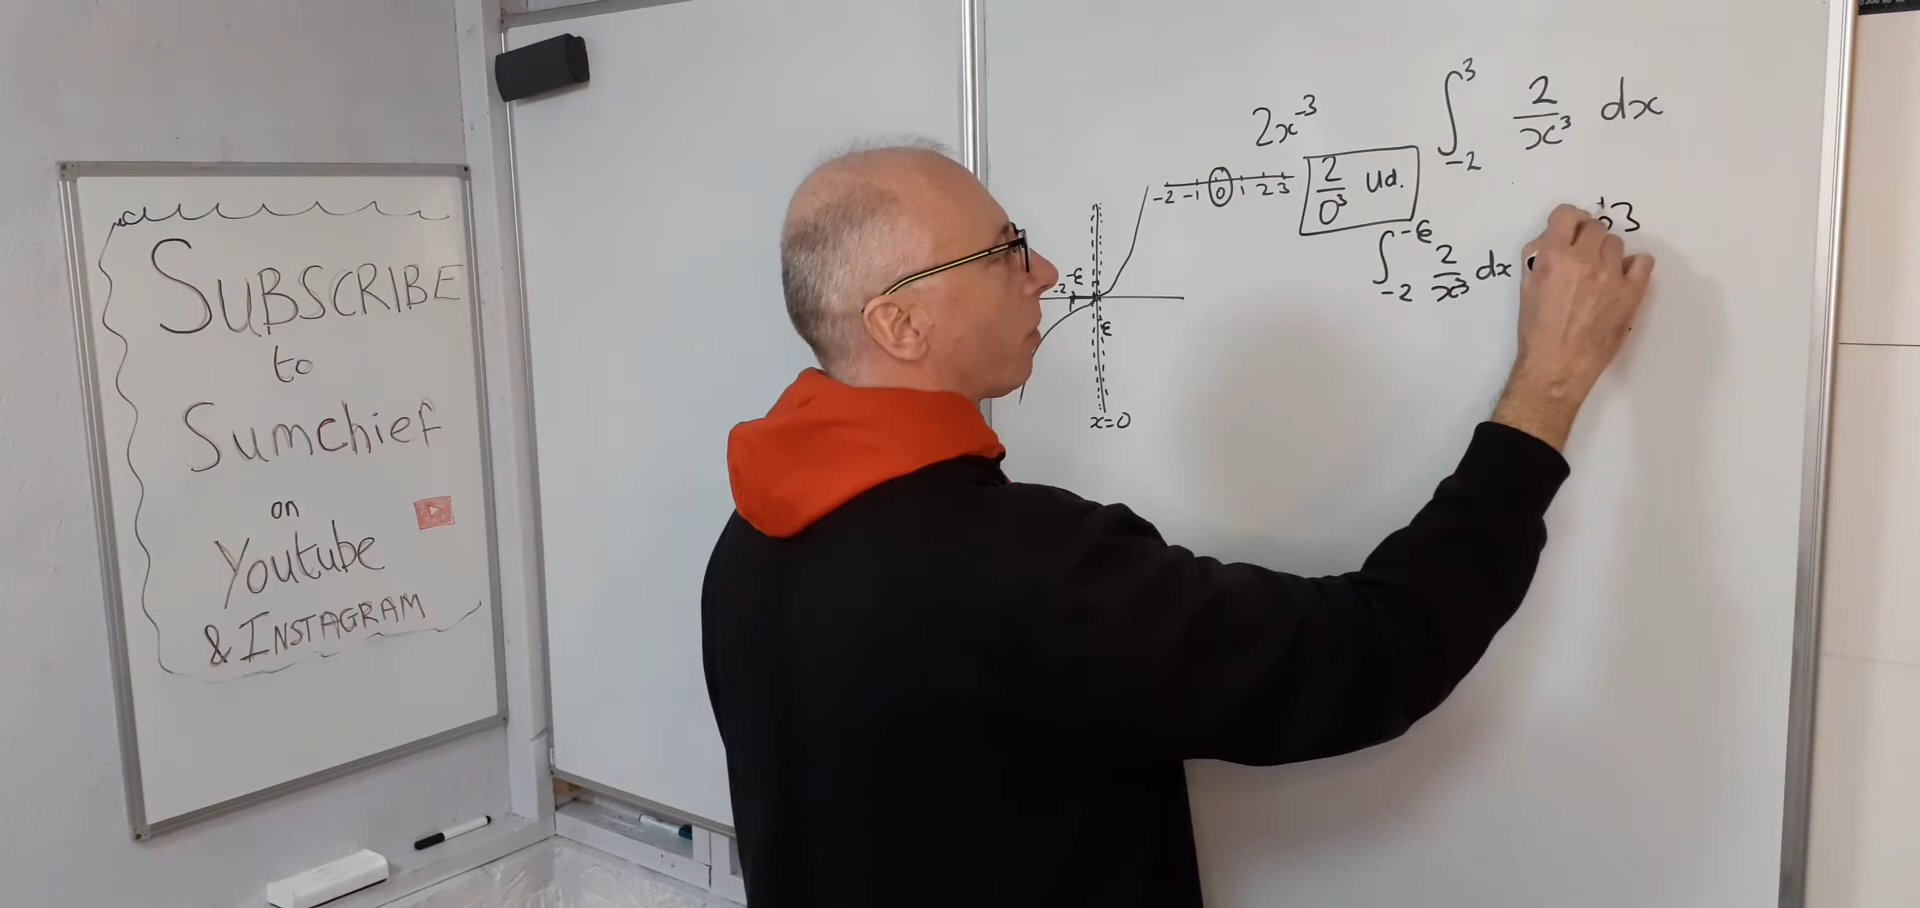 SUBSCRIBE
to
Sumchief
on
Youtube
& INSTAGRAM
2x⁻³
∫₋₂³ 2/x³ dx
-2 -1 0 1 2 3
2/0³ Ud.
∫₋₂^-ε 2/x³ dx
3
-ε
-2
ε
x=0